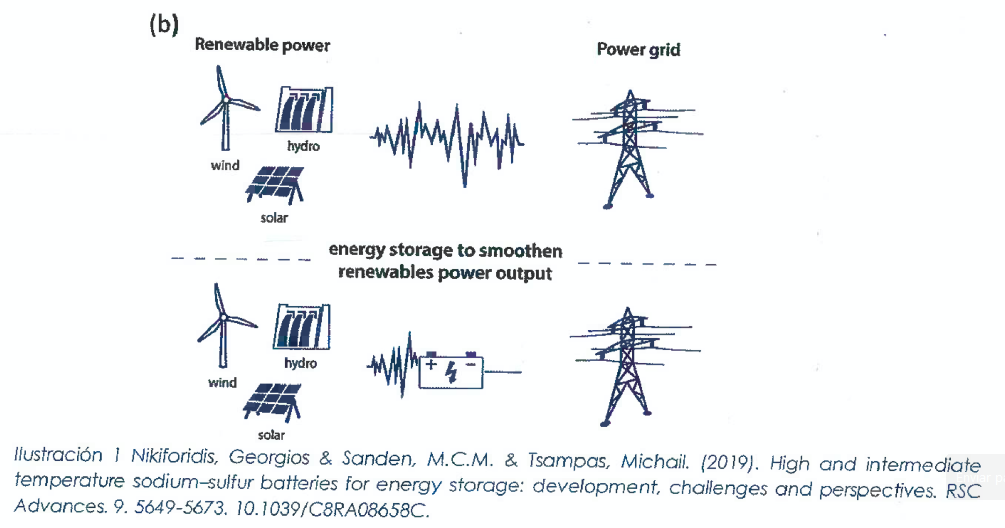 (b)
Renewable power
Power grid
wind
hydro
solar
energy storage to smoothen
renewables power output
wind
hydro
+ −
solar
Ilustración 1 Nikiforidis, Georgios & Sanden, M.C.M. & Tsampas, Michail. (2019). High and intermediate
temperature sodium–sulfur batteries for energy storage: development, challenges and perspectives. RSC
Advances. 9. 5649-5673. 10.1039/C8RA08658C.